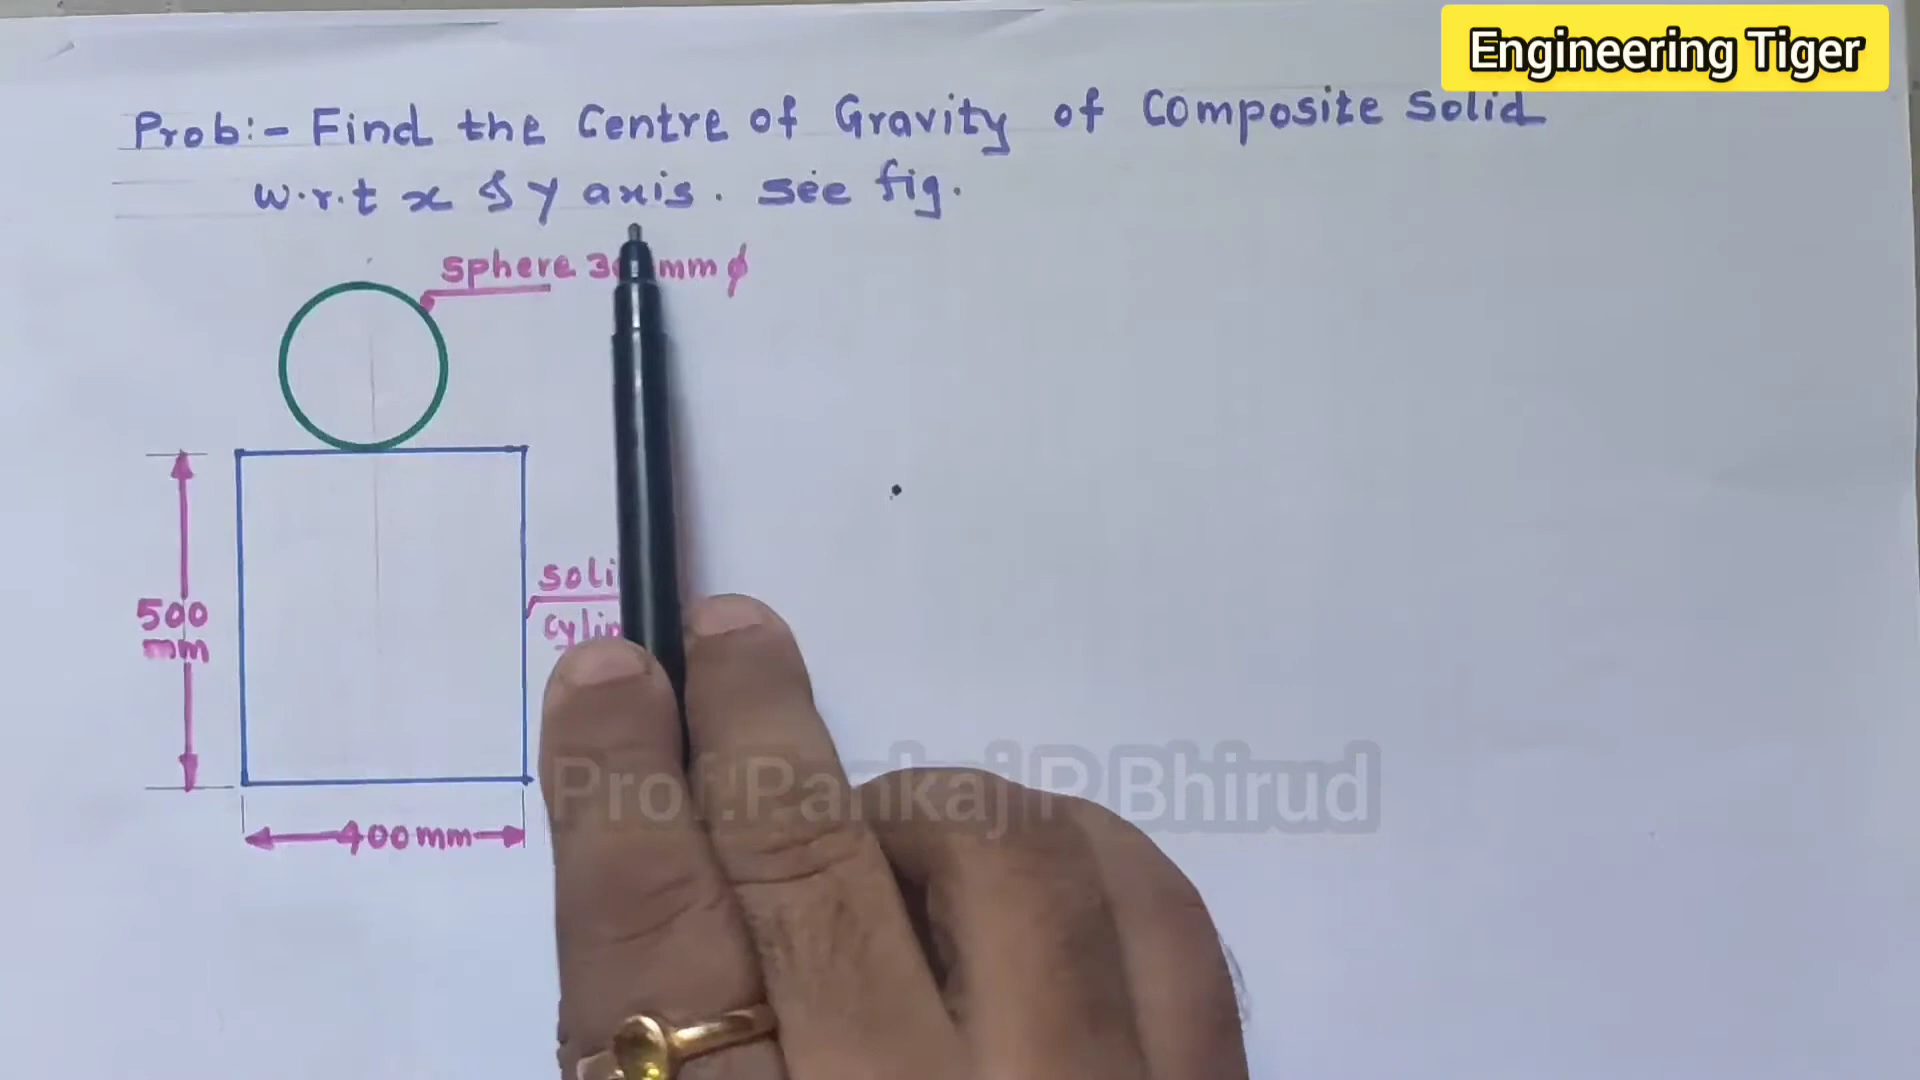 Engineering Tiger
Prob:- Find the Centre of Gravity of Composite Solid
w.r.t x & y axis. see fig.
sphere mm ϕ
500
mm
400mm
Prof. Pankaj P Bhirud